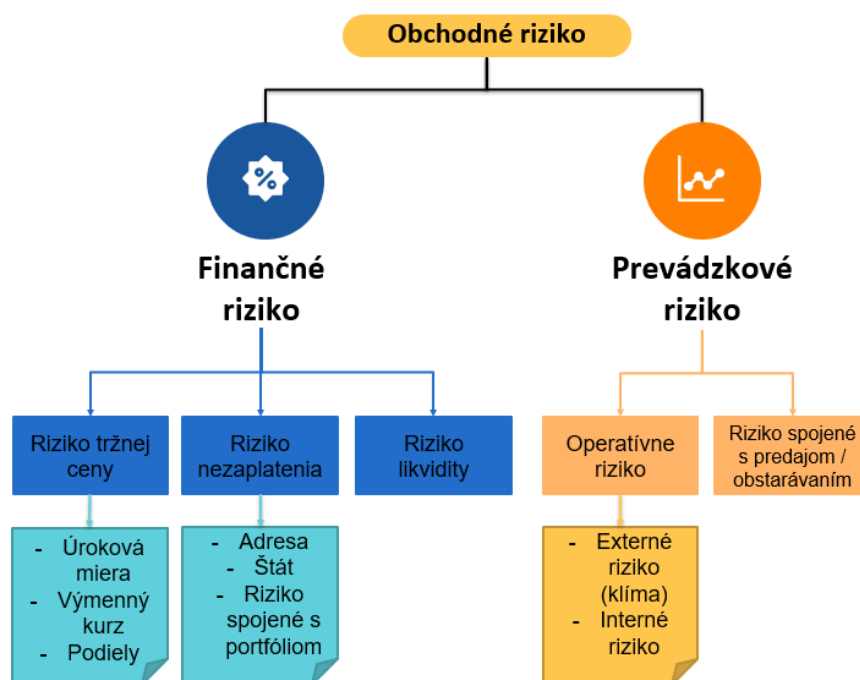 Obchodné riziko
%
Finančné
riziko
Prevádzkové
riziko
Riziko tržnej
ceny
Riziko
nezaplatenia
Riziko
likvidity
Operatívne
riziko
Riziko spojené
s predajom /
obstarávaním
- Úroková
miera
- Výmenný
kurz
- Podiely
- Adresa
- Štát
- Riziko
spojené s
portfóliom
- Externé
riziko
(klíma)
- Interné
riziko